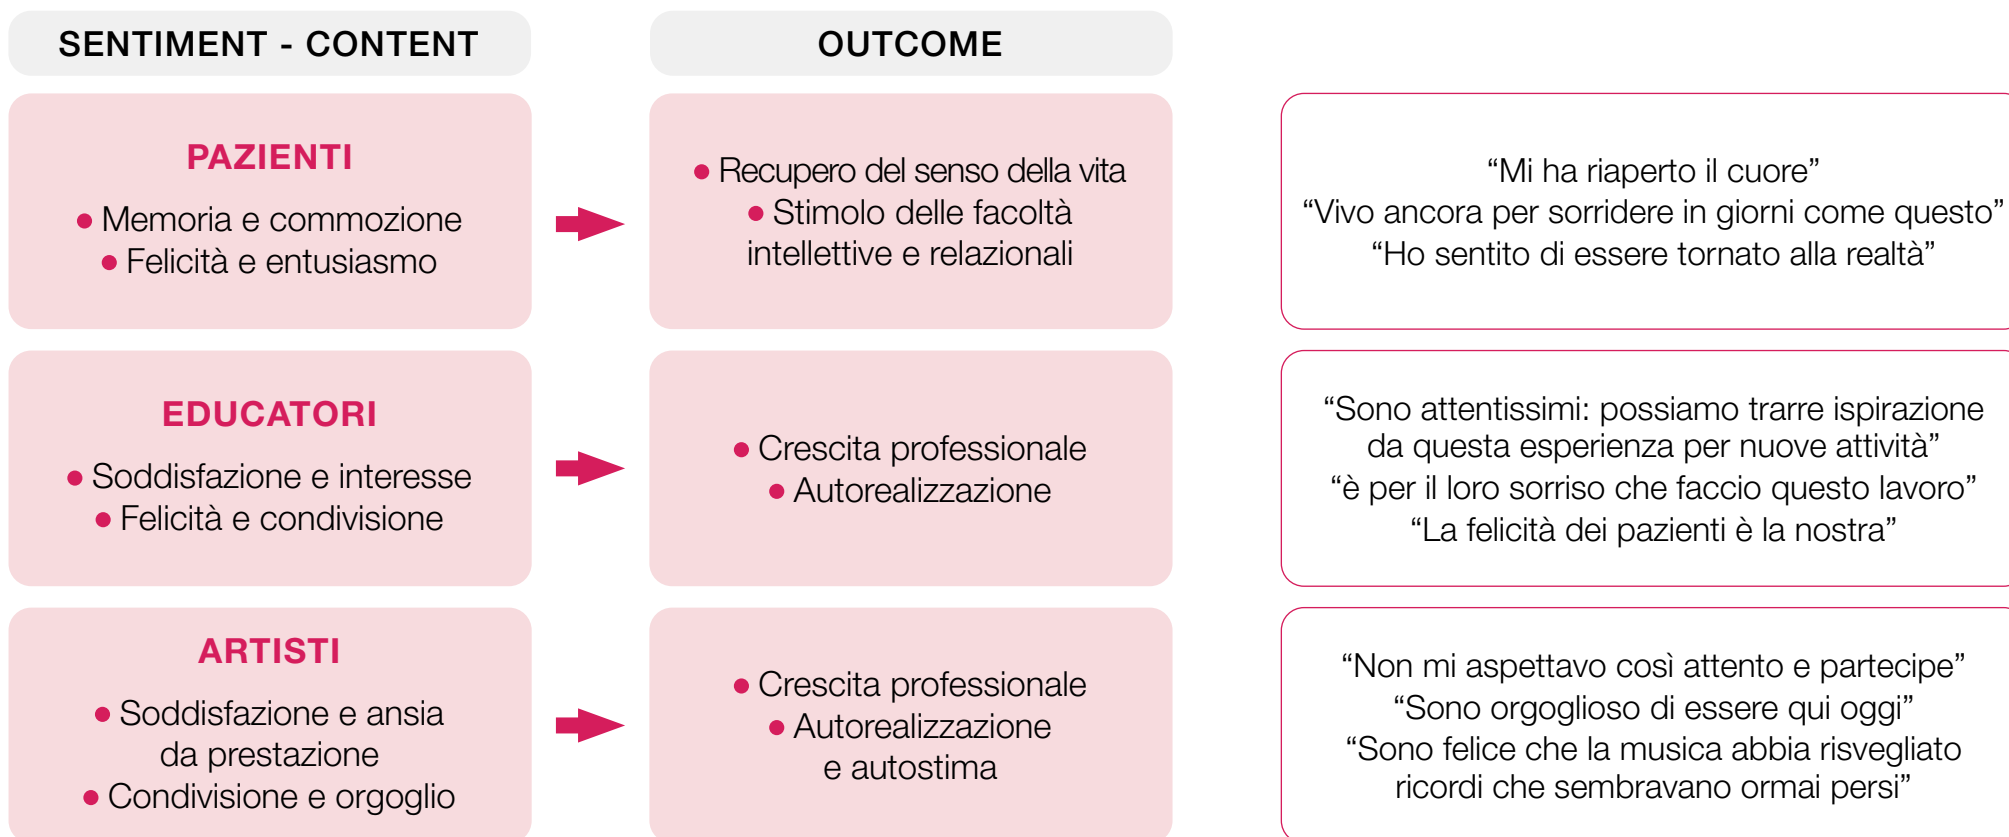 SENTIMENT - CONTENT
OUTCOME
PAZIENTI
● Memoria e commozione
● Felicità e entusiasmo
● Recupero del senso della vita
● Stimolo delle facoltà
intellettive e relazionali
“Mi ha riaperto il cuore”
“Vivo ancora per sorridere in giorni come questo”
“Ho sentito di essere tornato alla realtà”
EDUCATORI
● Soddisfazione e interesse
● Felicità e condivisione
● Crescita professionale
● Autorealizzazione
“Sono attentissimi: possiamo trarre ispirazione
da questa esperienza per nuove attività”
“è per il loro sorriso che faccio questo lavoro”
“La felicità dei pazienti è la nostra”
ARTISTI
● Soddisfazione e ansia
da prestazione
● Condivisione e orgoglio
● Crescita professionale
● Autorealizzazione
e autostima
“Non mi aspettavo così attento e partecipe”
“Sono orgoglioso di essere qui oggi”
“Sono felice che la musica abbia risvegliato
ricordi che sembravano ormai persi”